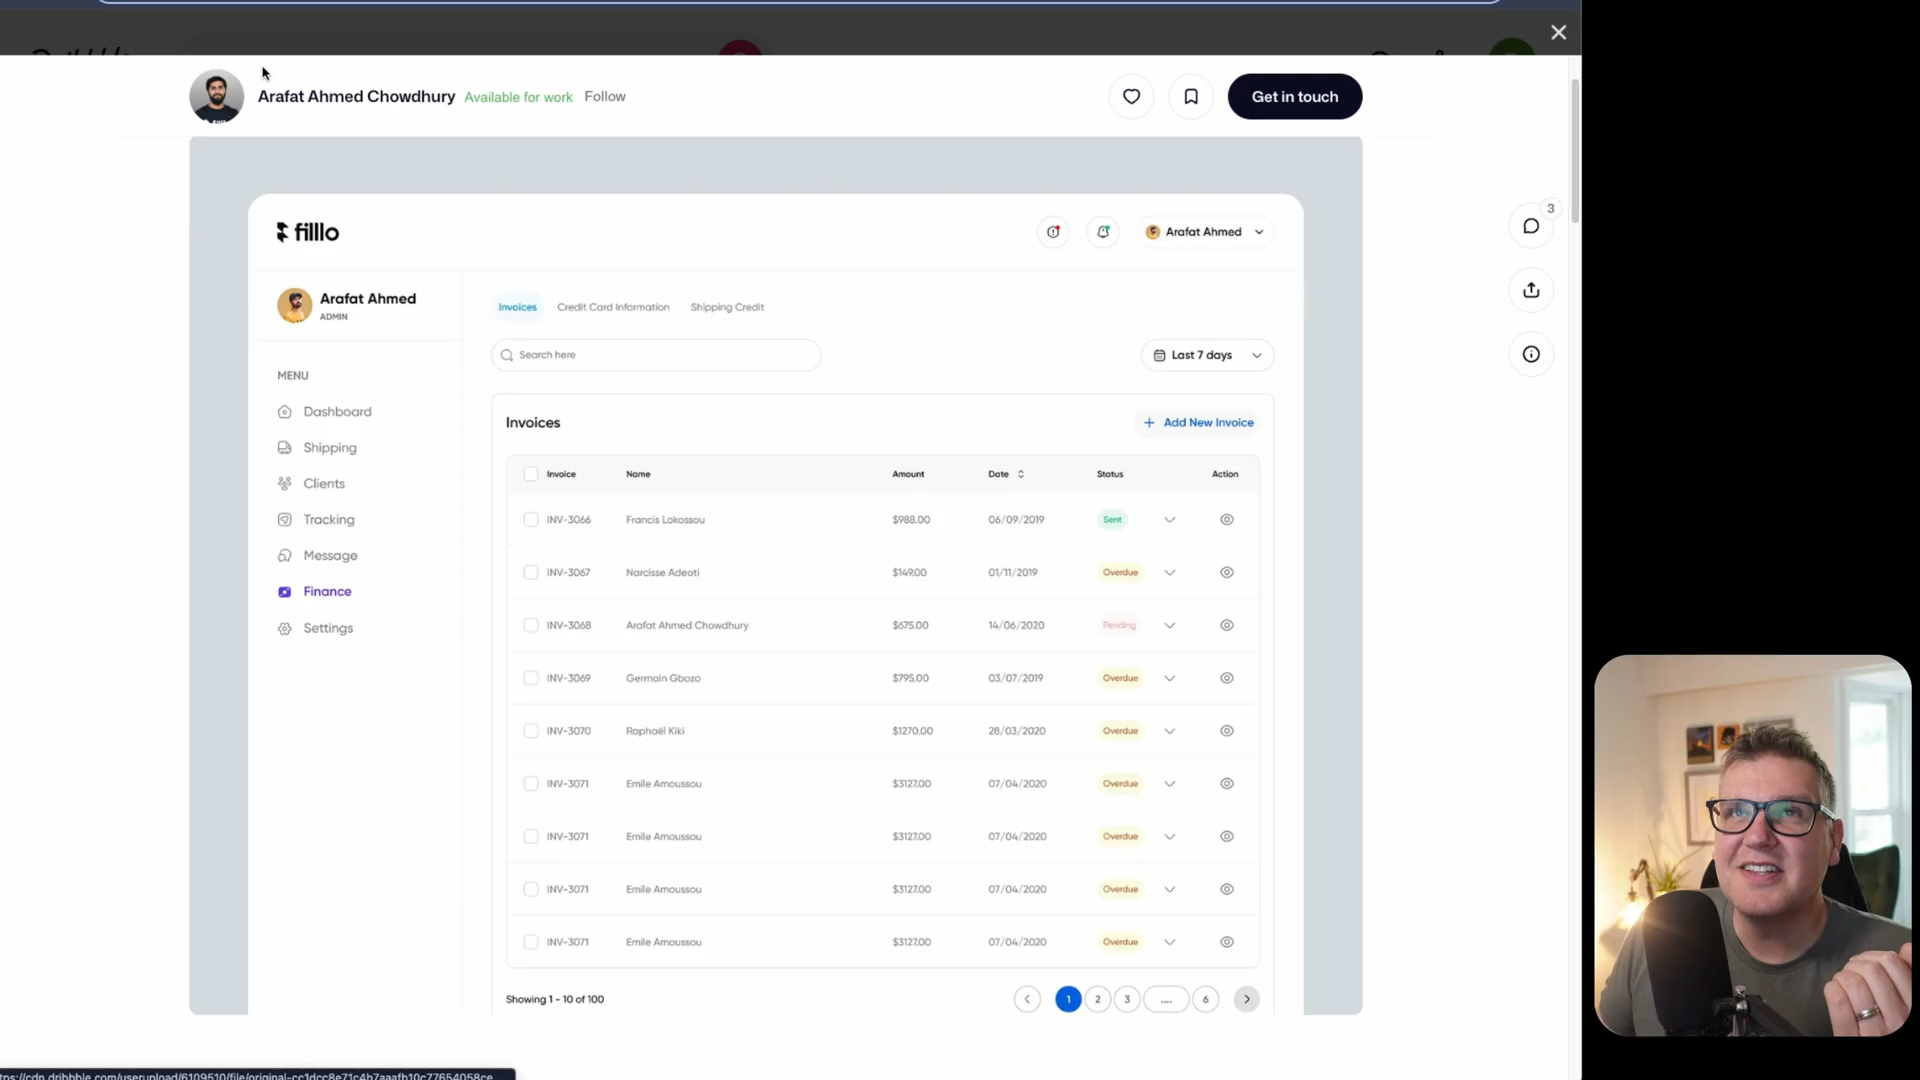 Arafat Ahmed Chowdhury Available for work Follow
Get in touch
3
filllo
Arafat Ahmed
Arafat Ahmed
ADMIN
Invoices Credit Card Information Shipping Credit
Search here
Last 7 days
MENU
Dashboard
Shipping
Clients
Tracking
Message
Finance
Settings
Invoices
+ Add New Invoice
Invoice Name Amount Date Status Action
INV-3066 Francis Lokossou $988.00 06/09/2019 Sent
INV-3067 Narcisse Adeoti $149.00 01/11/2019 Overdue
INV-3068 Arafat Ahmed Chowdhury $675.00 14/06/2020 Pending
INV-3069 Germain Gbozo $795.00 03/07/2019 Overdue
INV-3070 Raphaël Kiki $1270.00 28/03/2020 Overdue
INV-3071 Emile Amoussou $3127.00 07/04/2020 Overdue
INV-3071 Emile Amoussou $3127.00 07/04/2020 Overdue
INV-3071 Emile Amoussou $3127.00 07/04/2020 Overdue
INV-3071 Emile Amoussou $3127.00 07/04/2020 Overdue
Showing 1 - 10 of 100
1 2 3 .... 6